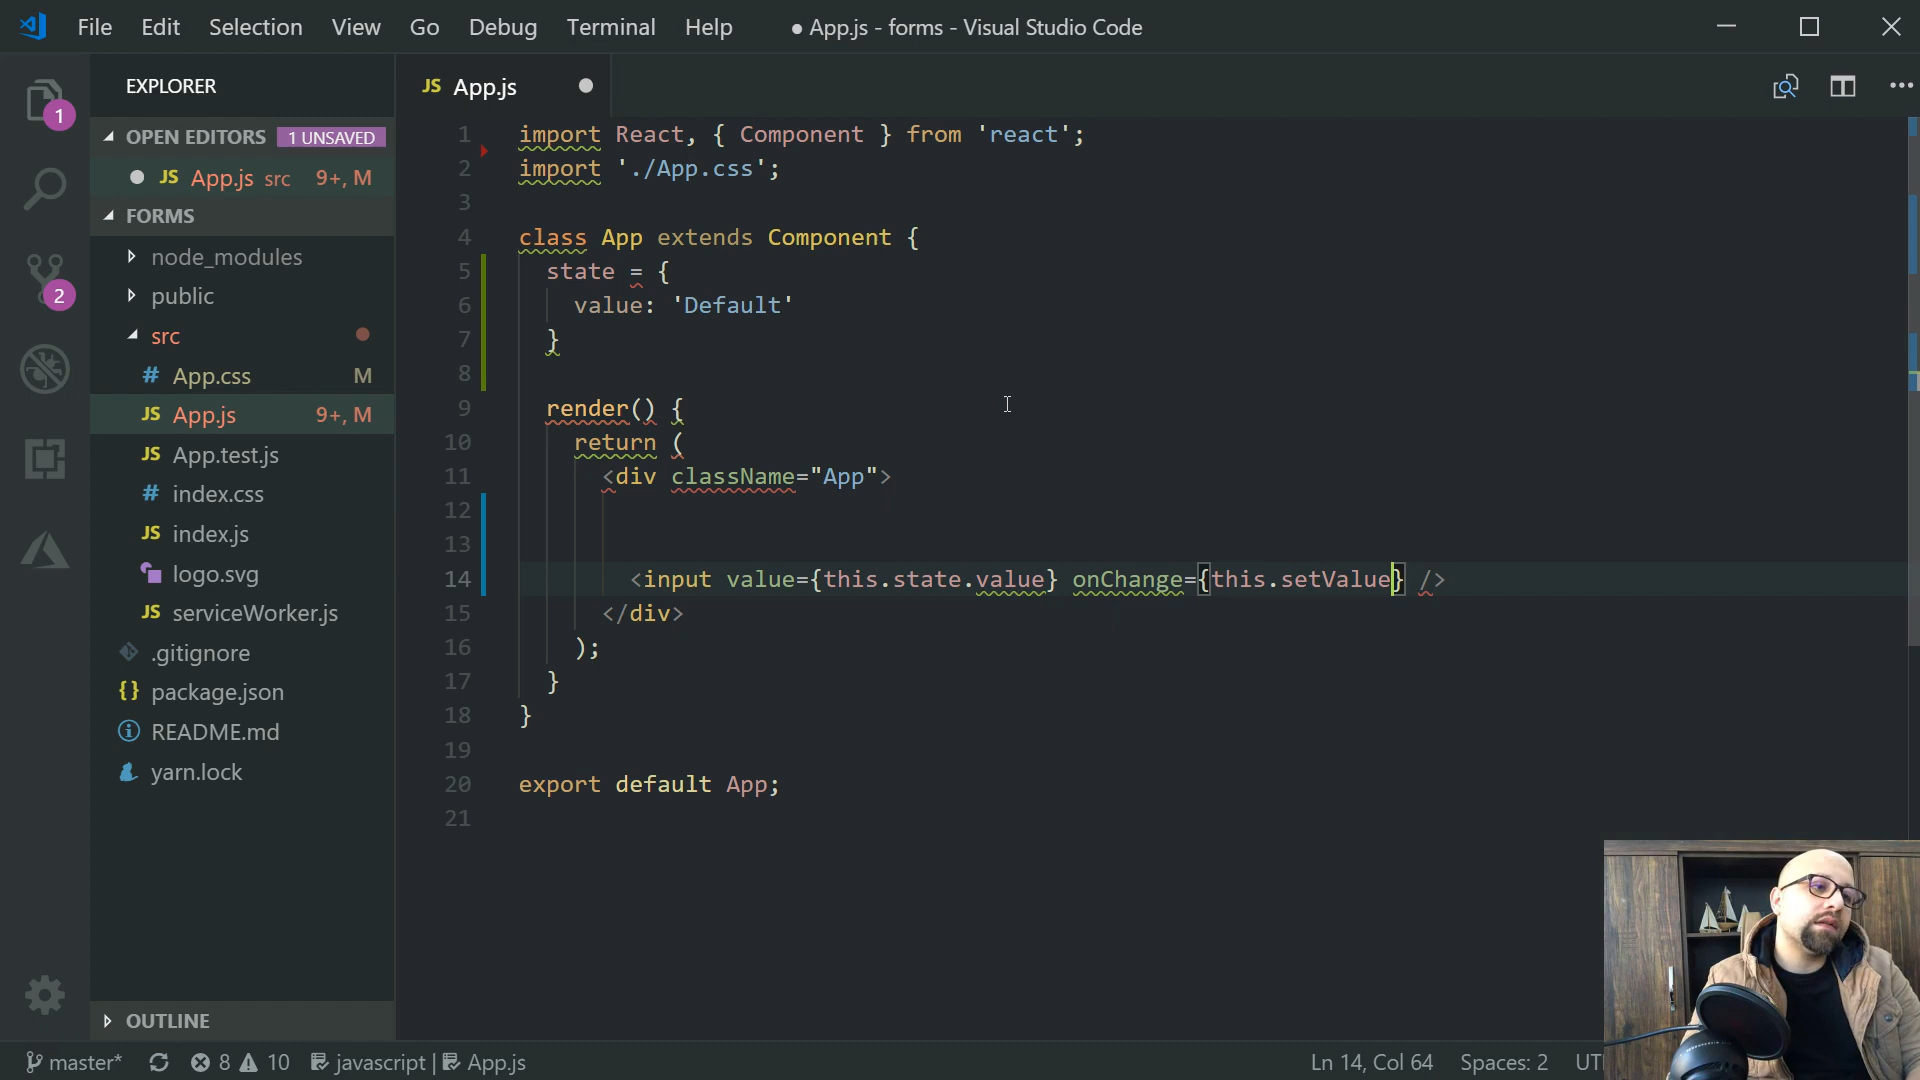 File Edit Selection View Go Debug Terminal Help ● App.js - forms - Visual Studio Code
EXPLORER
OPEN EDITORS 1 UNSAVED
JS App.js src 9+, M
FORMS
node_modules
public
src
# App.css M
JS App.js 9+, M
JS App.test.js
# index.css
JS index.js
logo.svg
JS serviceWorker.js
.gitignore
{} package.json
README.md
yarn.lock
OUTLINE
1
2
JS App.js
1 import React, { Component } from 'react';
2 import './App.css';
3
4 class App extends Component {
5 state = {
6 value: 'Default'
7 }
8
9 render() {
10 return (
11 <div className="App">
12
13
14 <input value={this.state.value} onChange={this.setValue} />
15 </div>
16 );
17 }
18 }
19
20 export default App;
21
master* 8 10 javascript | App.js Ln 14, Col 64 Spaces: 2 UT